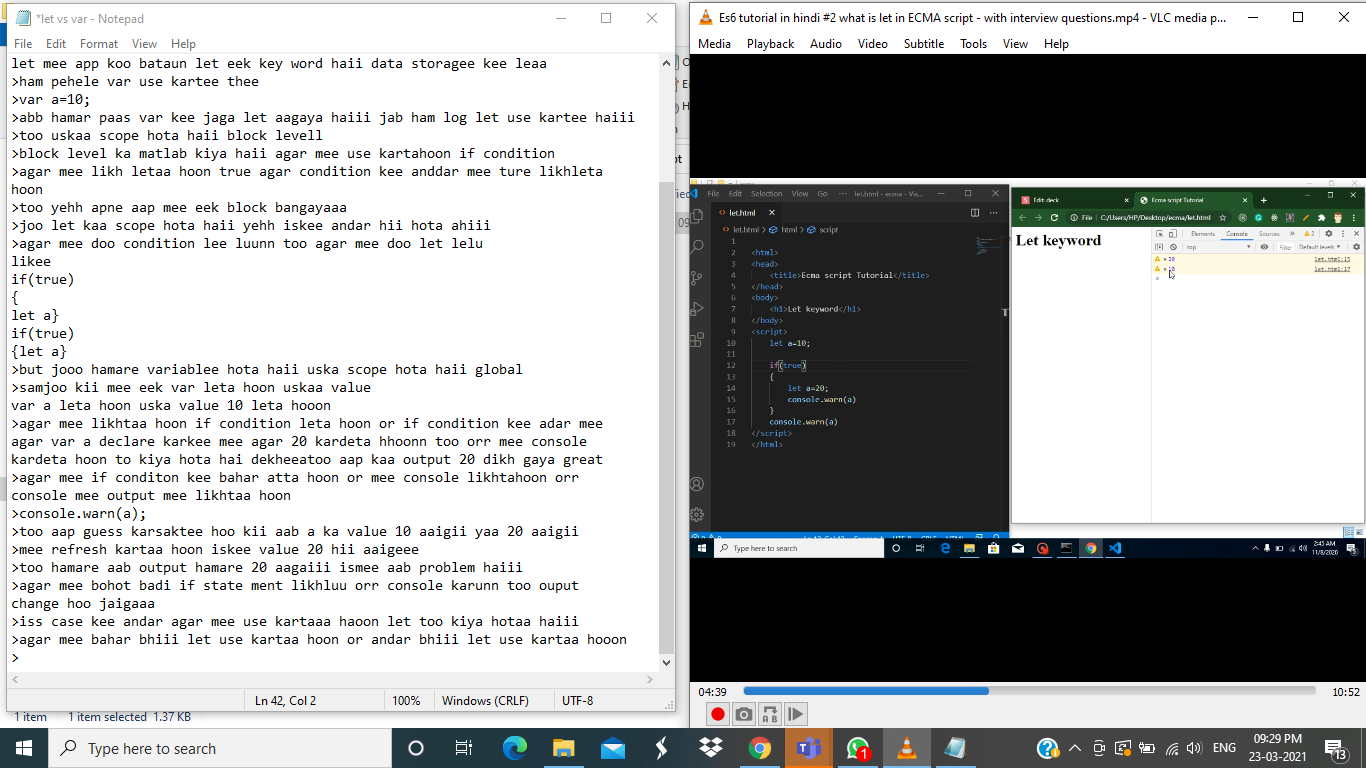 *let vs var - Notepad
File Edit Format View Help
let mee app koo bataun let eek key word haii data storagee kee leaa
>ham pehele var use kartee thee
>var a=10;
>abb hamar paas var kee jaga let aagaya haiii jab ham log let use kartee haiii
>too uskaa scope hota haii block levell
>block level ka matlab kiya haii agar mee use kartahoon if condition
>agar mee likh letaa hoon true agar condition kee anddar mee ture likhleta
hoon
>too yehh apne aap mee eek block bangayaaa
>joo let kaa scope hota haii yehh iskee andar hii hota ahiii
>agar mee doo condition lee luunn too agar mee doo let lelu
likee
if(true)
{
let a}
if(true)
{let a}
>but jooo hamare variablee hota haii uska scope hota haii global
>samjoo kii mee eek var leta hoon uskaa value
var a leta hoon uska value 10 leta hooon
>agar mee likhtaa hoon if condition leta hoon or if condition kee adar mee
agar var a declare karkee mee agar 20 kardeta hhoonn too orr mee console
kardeta hoon to kiya hota hai dekheeatoo aap kaa output 20 dikh gaya great
>agar mee if conditon kee bahar atta hoon or mee console likhtahoon orr
console mee output mee likhtaa hoon
>console.warn(a);
>too aap guess karsaktee hoo kii aab a ka value 10 aaigii yaa 20 aaigii
>mee refresh kartaa hoon iskee value 20 hii aaigeee
>too hamare aab output hamare 20 aagaiii ismee aab problem haiii
>agar mee bohot badi if state ment likhluu orr console karunn too ouput
change hoo jaigaaa
>iss case kee andar agar mee use kartaaa haoon let too kiya hotaa haiii
>agar mee bahar bhiii let use kartaa hoon or andar bhiii let use kartaa hooon
>
Ln 42, Col 2 100% Windows (CRLF) UTF-8
1 item 1 item selected 1.37 KB
Es6 tutorial in hindi #2 what is let in ECMA script - with interview questions.mp4 - VLC media p...
Media Playback Audio Video Subtitle Tools View Help
File Edit Selection View Go ··· let.html - ecma - Vis...
let.html
let.html > html > script
1
2 <html>
3 <head>
4 <title>Ecma script Tutorial</title>
5 </head>
6 <body>
7 <h1>Let keyword</h1>
8 </body>
9 <script>
10 let a=10;
11
12 if(true)
13 {
14 let a=20;
15 console.warn(a)
16 }
17 console.warn(a)
18 </script>
19 </html>
Edit: deck Ecma script Tutorial
File C:/Users/HP/Desktop/ecma/let.html
Let keyword
Elements Console Sources » 2
top Filter Default levels
20 let.html:15
10 let.html:17
>
Type here to search
2:45 AM
11/8/2020
04:39 10:52
Type here to search
1
ENG
09:29 PM
23-03-2021
13